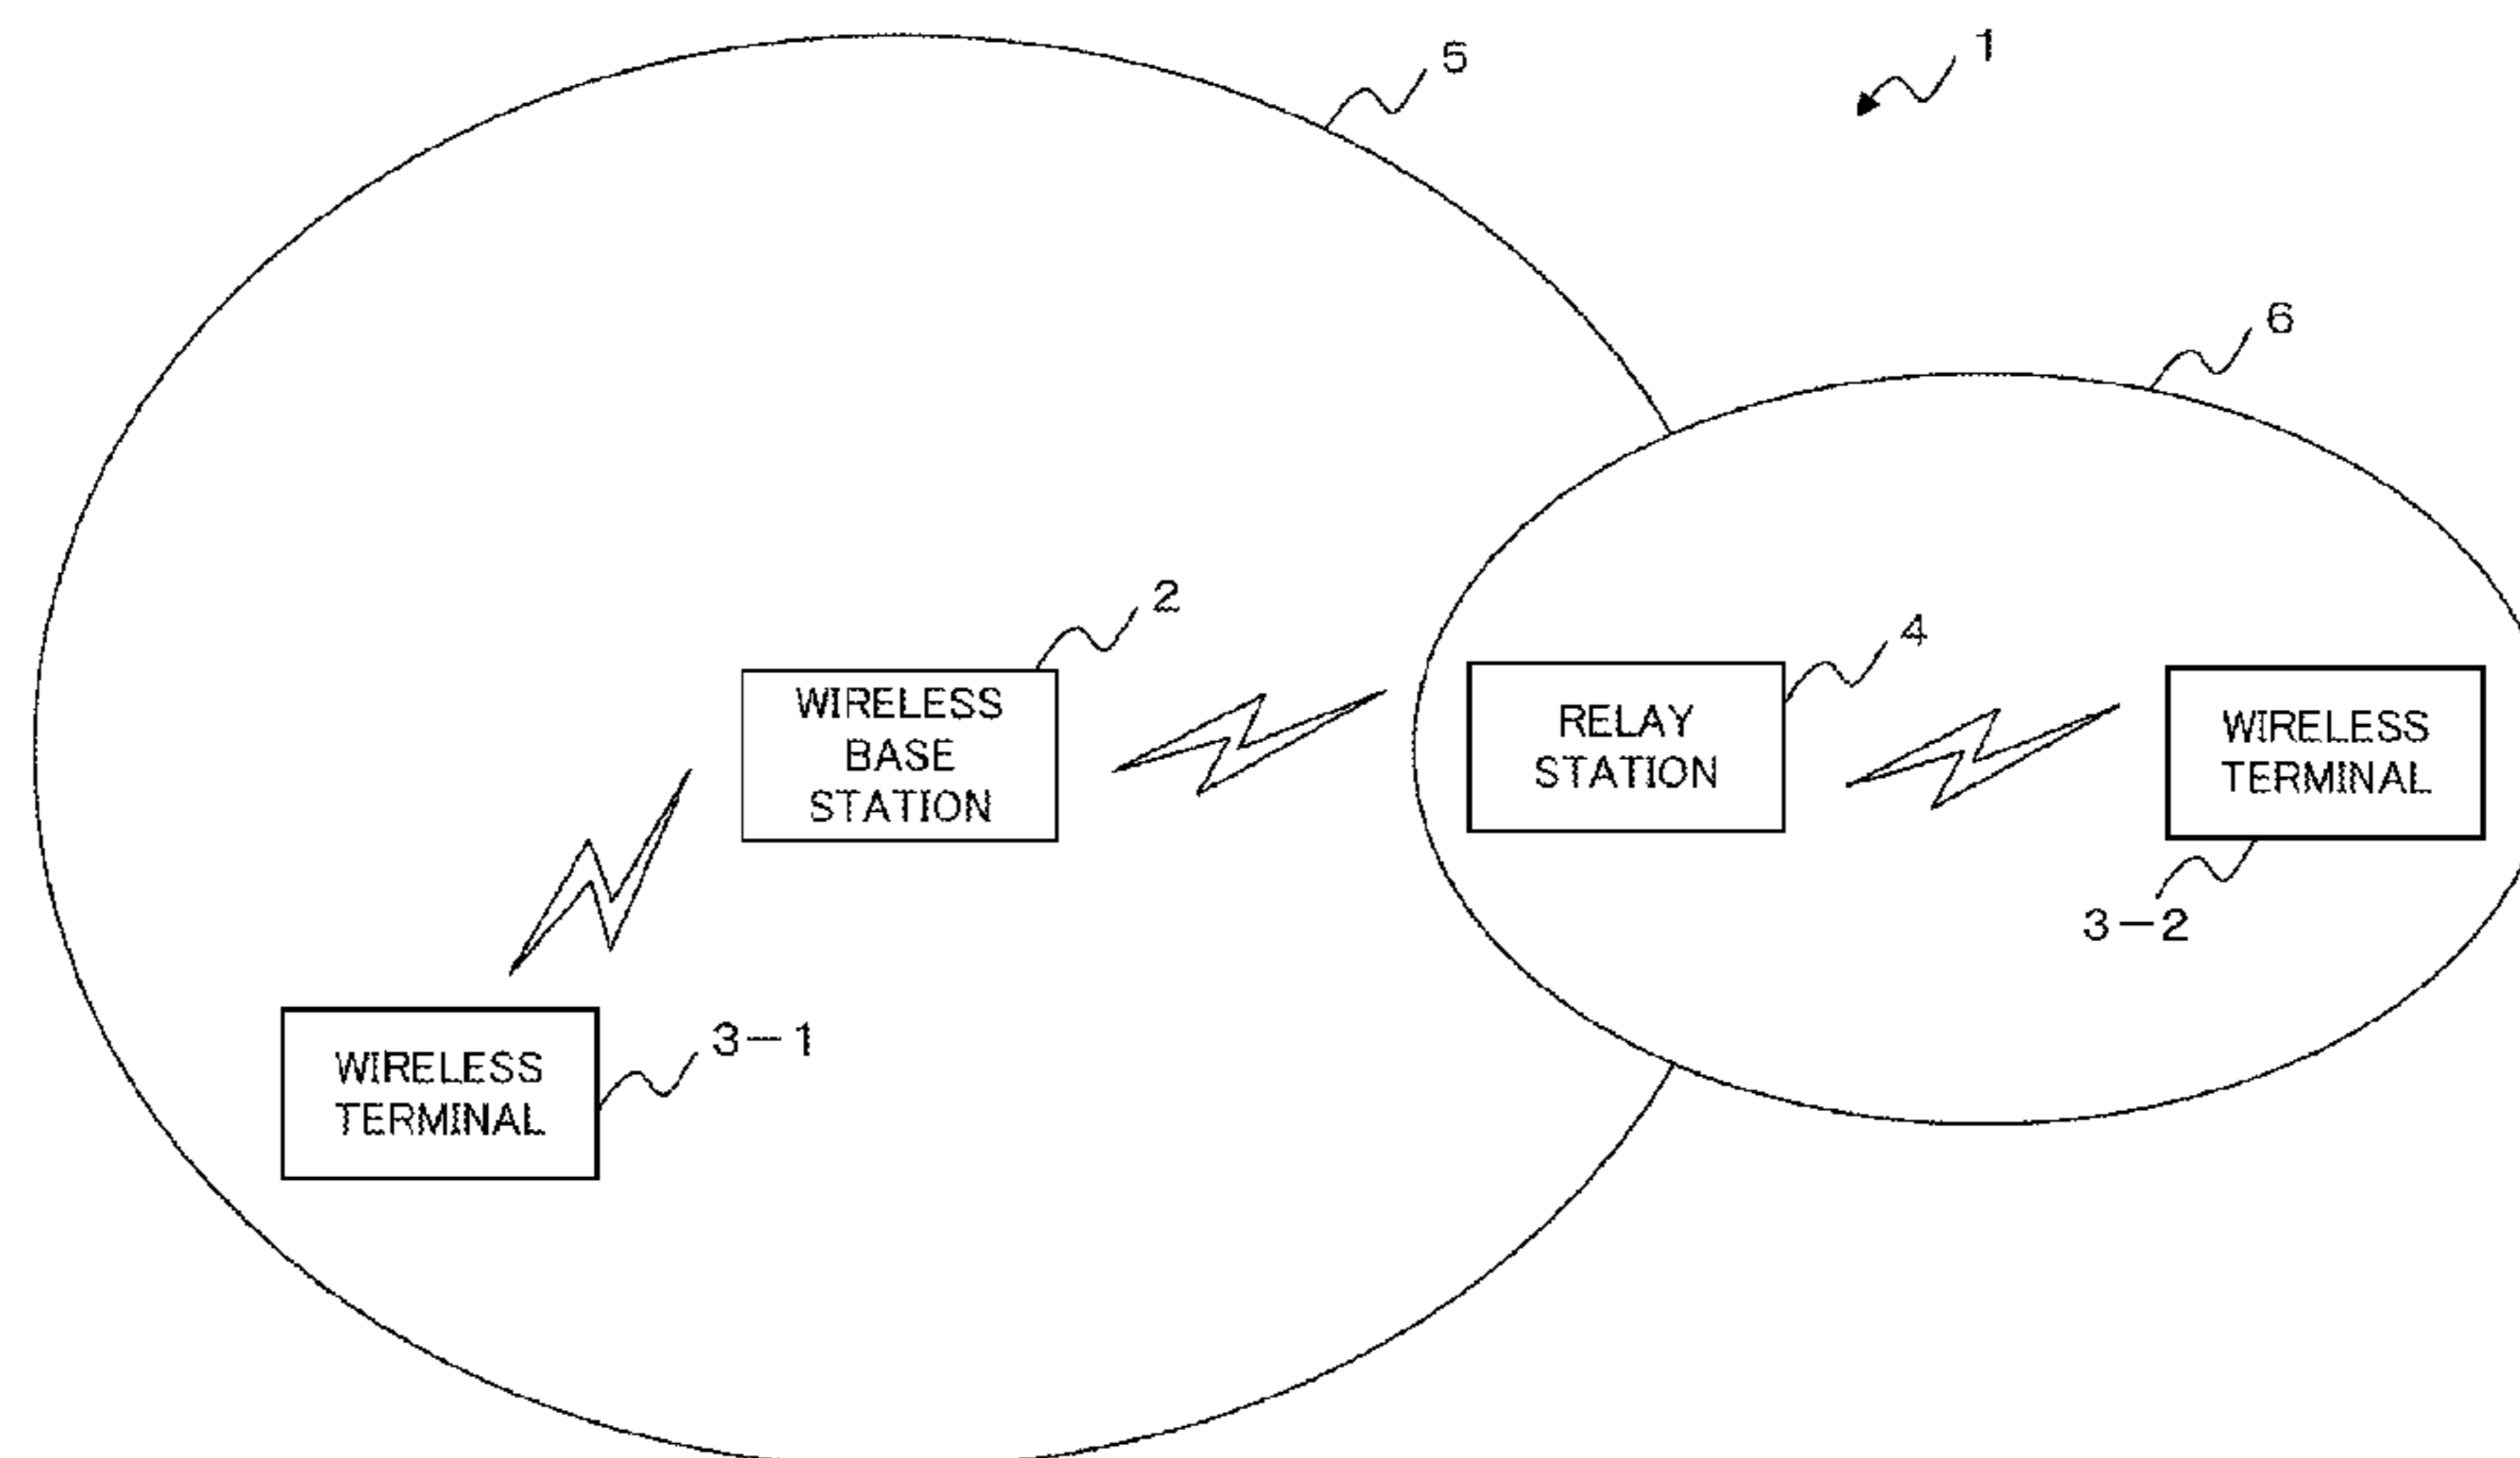 5
1
6
2
4
WIRELESS
BASE
STATION
RELAY
STATION
WIRELESS
TERMINAL
3-2
3-1
WIRELESS
TERMINAL